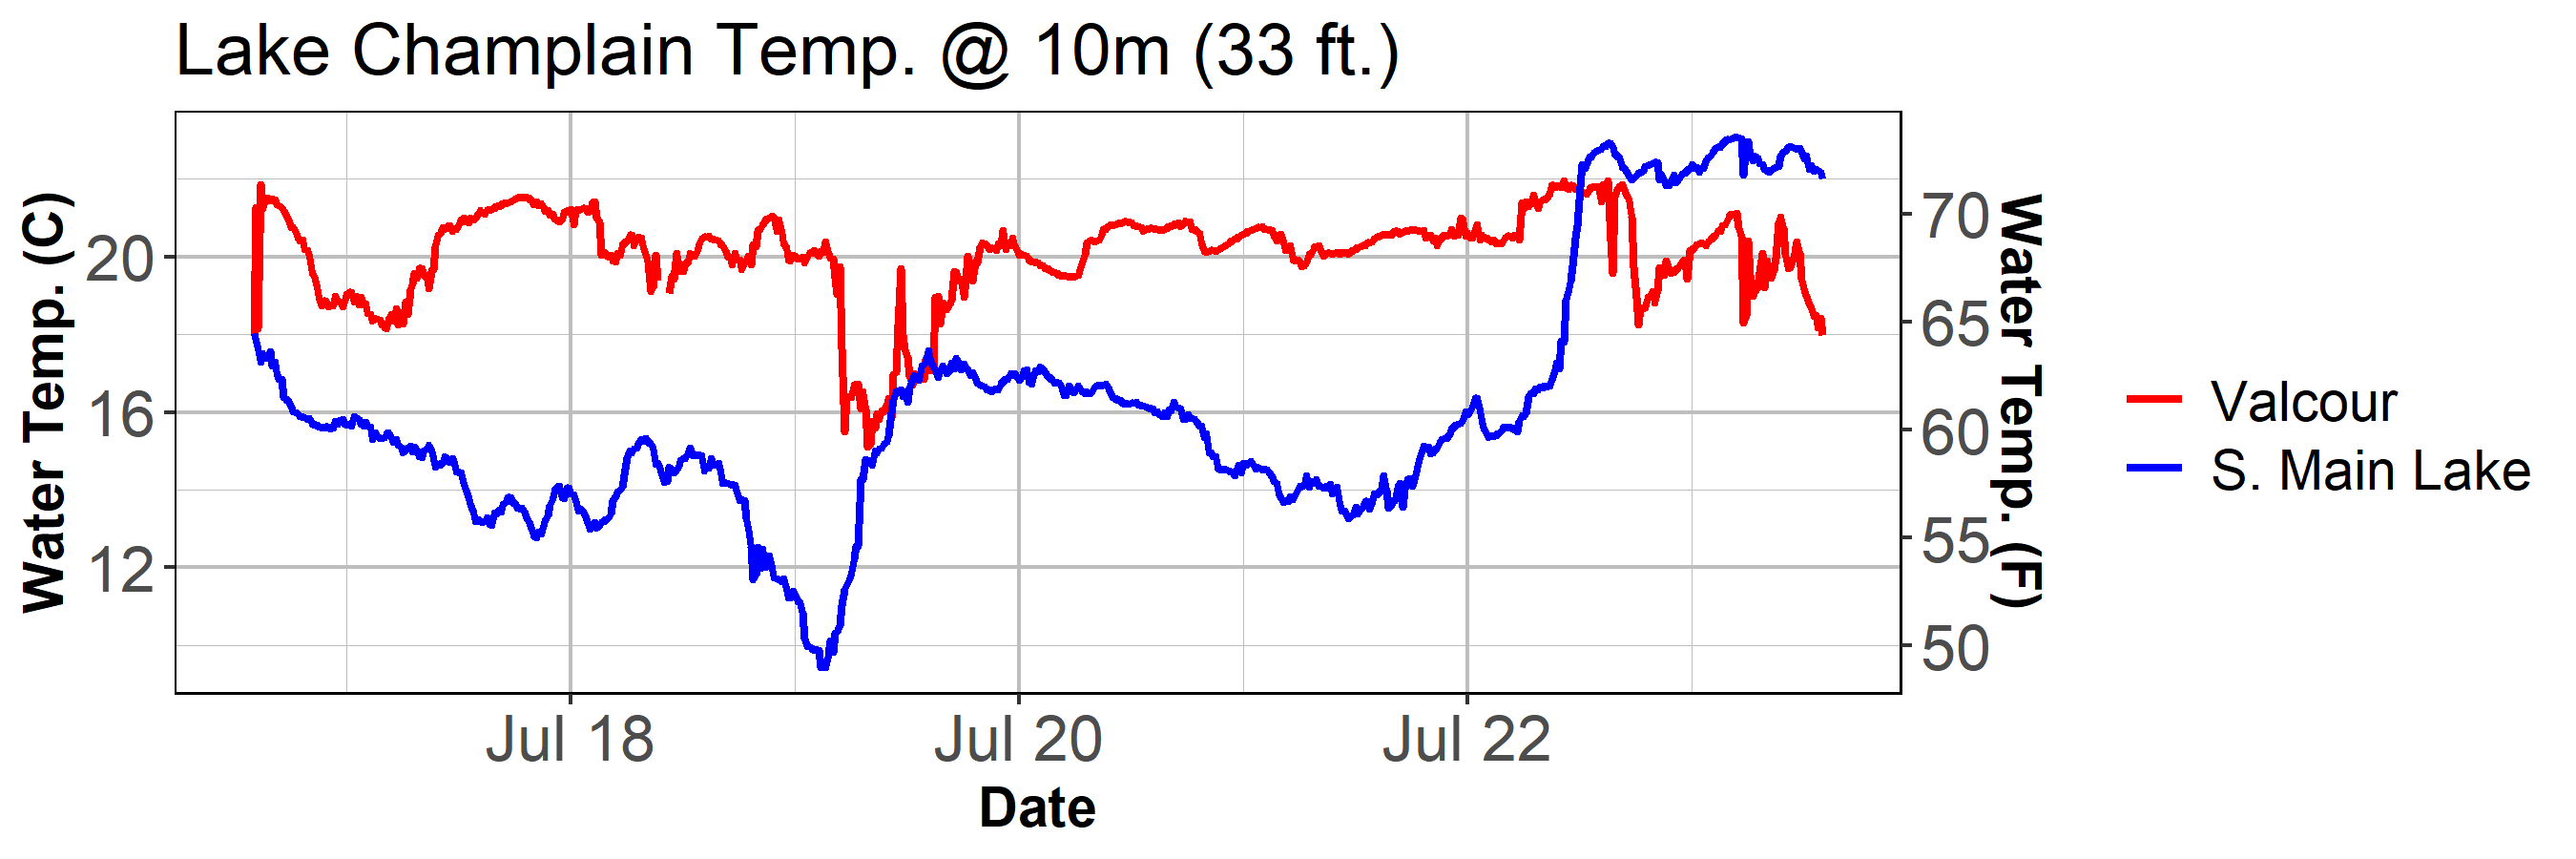 Lake Champlain Temp. @ 10m (33 ft.)
Water Temp. (C)
20
16
12
70
65
60
55
50
Water Temp. (F)
Jul 18
Jul 20
Jul 22
Date
Valcour
S. Main Lake